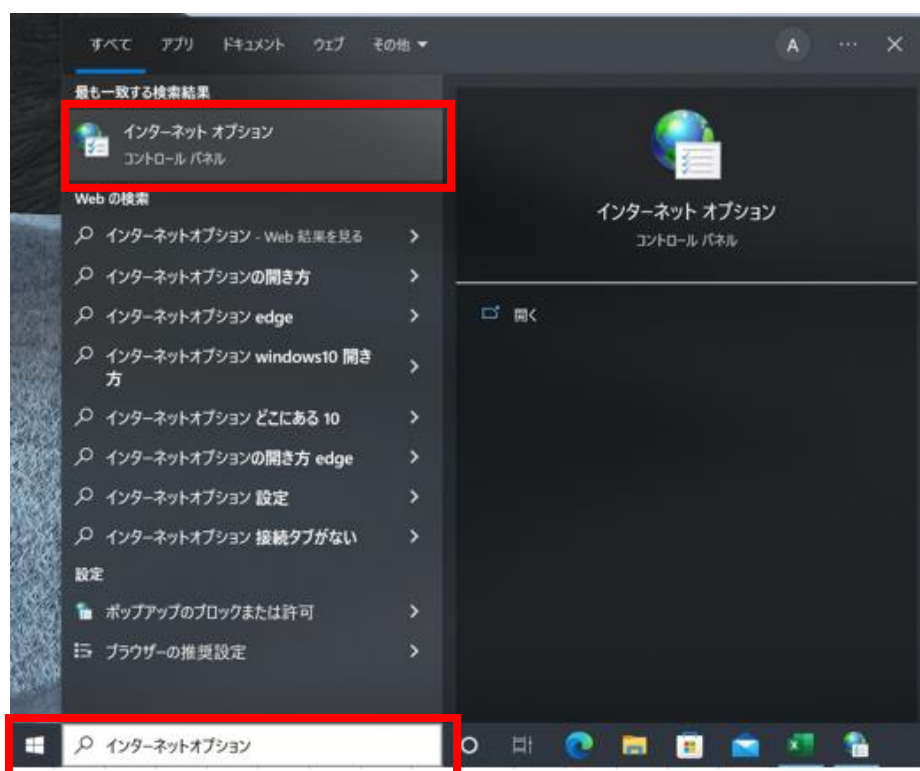 すべて アプリ ドキュメント ウェブ その他
A ...
最も一致する検索結果
インターネット オプション
コントロール パネル
Web の検索
インターネットオプション - Web 結果を見る
インターネットオプションの開き方
インターネットオプション edge
インターネットオプション windows10 開き
方
インターネットオプション どこにある 10
インターネットオプションの開き方 edge
インターネットオプション 設定
インターネットオプション 接続タブがない
設定
ポップアップのブロックまたは許可
ブラウザーの推奨設定
インターネット オプション
コントロール パネル
開く
インターネットオプション